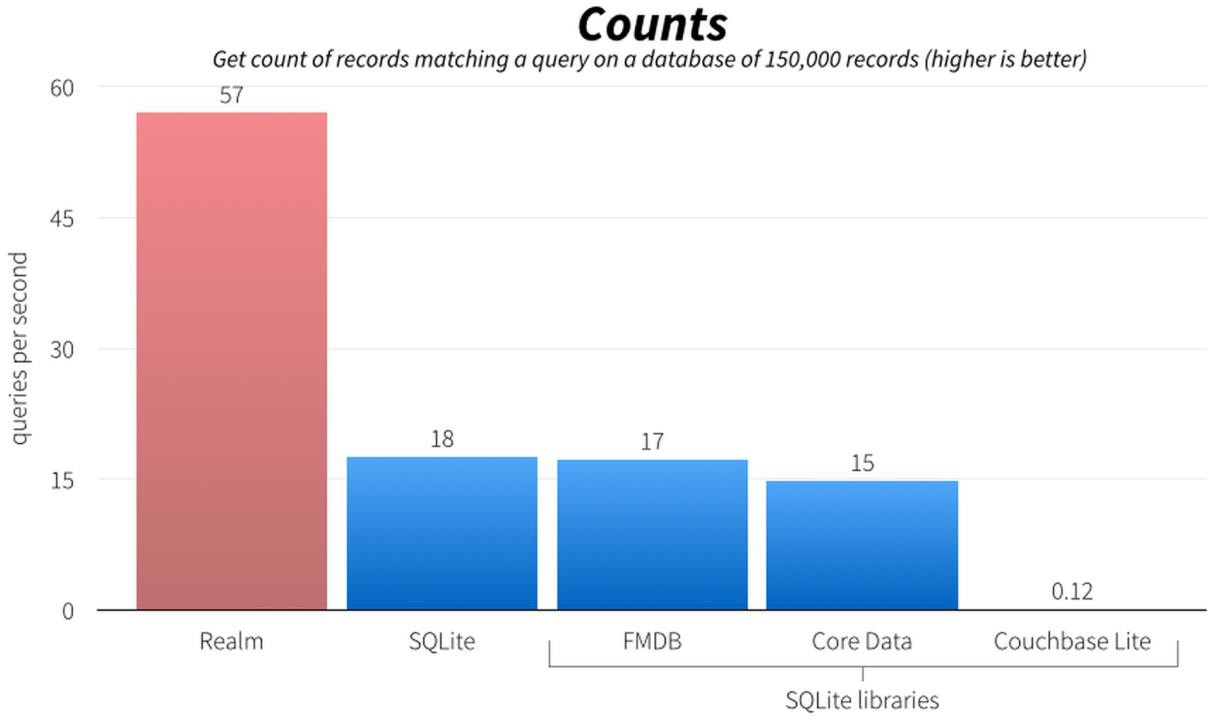 Counts
Get count of records matching a query on a database of 150,000 records (higher is better)
queries per second
60
45
30
15
0
57
18
17
15
0.12
Realm
SQLite
FMDB
Core Data
Couchbase Lite
SQLite libraries